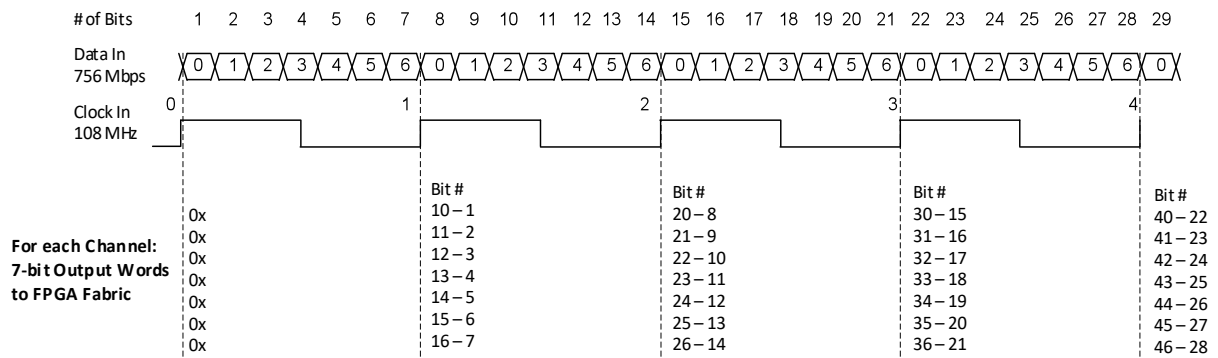 # of Bits 1 2 3 4 5 6 7 8 9 10 11 12 13 14 15 16 17 18 19 20 21 22 23 24 25 26 27 28 29
Data In
756 Mbps
0 1 2 3 4 5 6 0 1 2 3 4 5 6 0 1 2 3 4 5 6 0 1 2 3 4 5 6 0
Clock In
108 MHz
0 1 2 3 4
For each Channel:
7-bit Output Words
to FPGA Fabric
0x
0x
0x
0x
0x
0x
0x
Bit #
10 – 1
11 – 2
12 – 3
13 – 4
14 – 5
15 – 6
16 – 7
Bit #
20 – 8
21 – 9
22 – 10
23 – 11
24 – 12
25 – 13
26 – 14
Bit #
30 – 15
31 – 16
32 – 17
33 – 18
34 – 19
35 – 20
36 – 21
Bit #
40 – 22
41 – 23
42 – 24
43 – 25
44 – 26
45 – 27
46 – 28